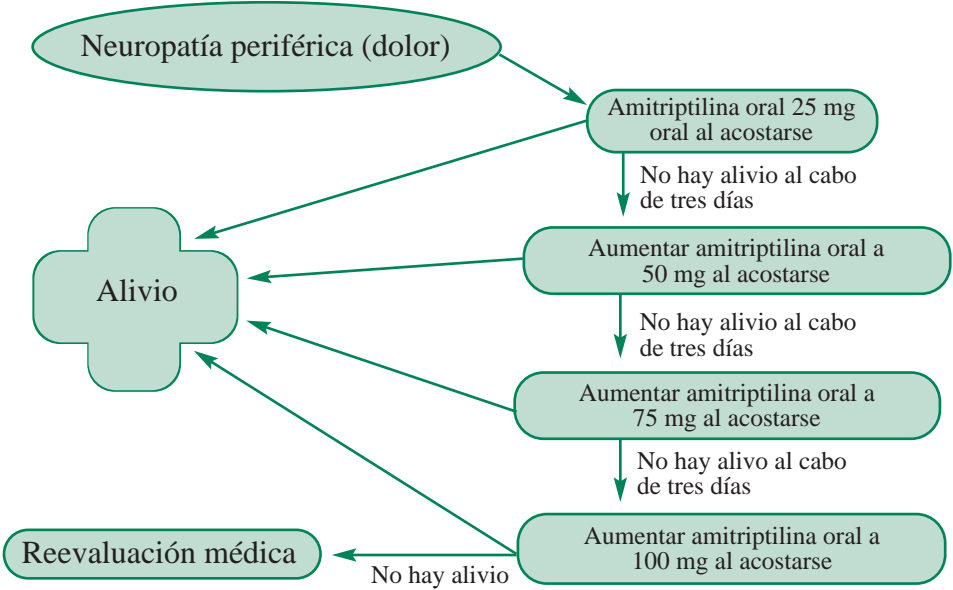 Neuropatía periférica (dolor)
Amitriptilina oral 25 mg
oral al acostarse
No hay alivio al cabo
de tres días
Aumentar amitriptilina oral a
50 mg al acostarse
Alivio
No hay alivio al cabo
de tres días
Aumentar amitriptilina oral a
75 mg al acostarse
No hay alivo al cabo
de tres días
Aumentar amitriptilina oral a
100 mg al acostarse
Reevaluación médica
No hay alivio